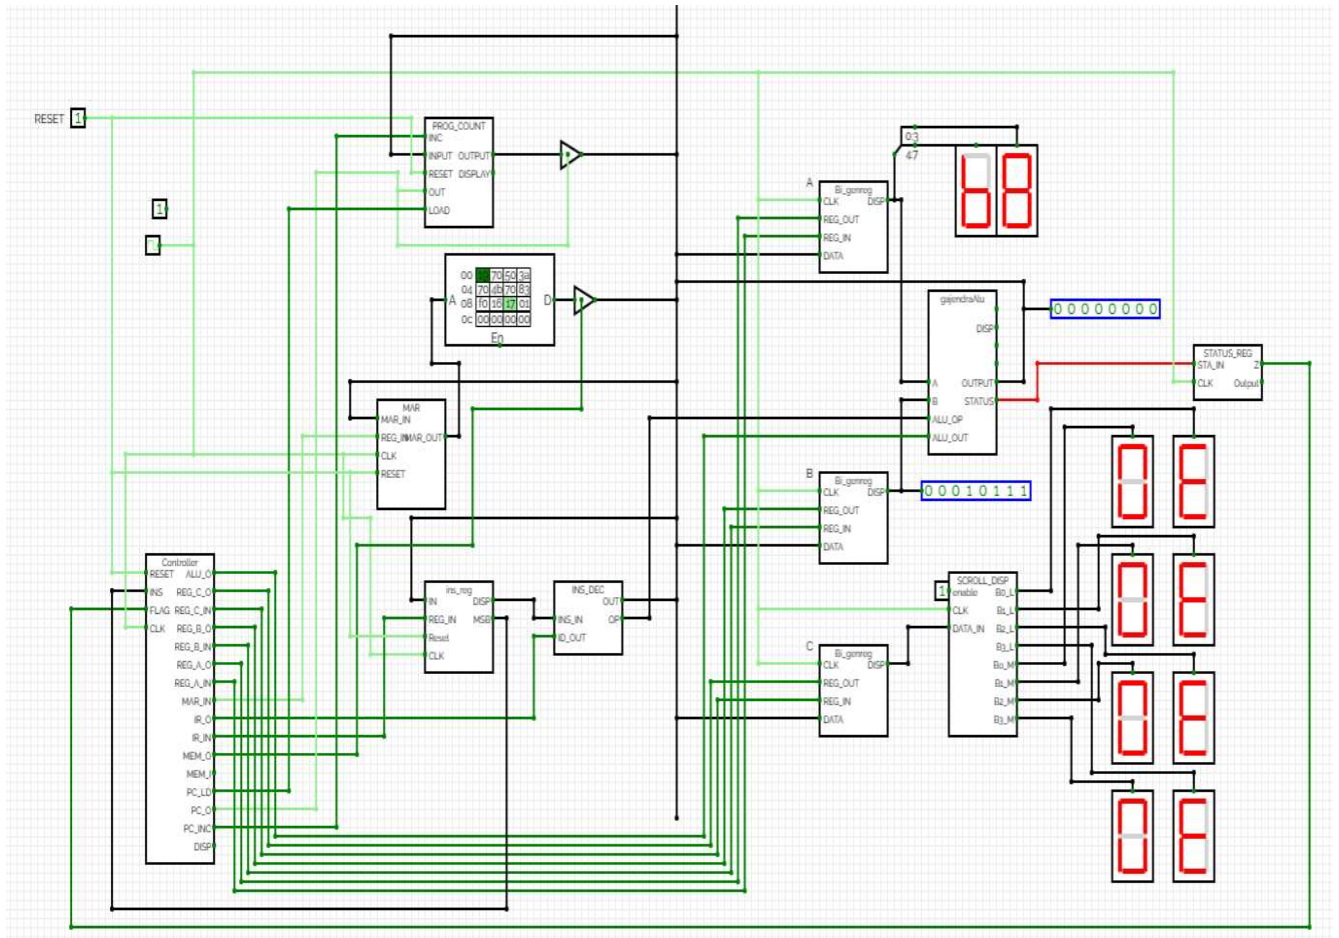 RESET 1
PROG_COUNT
INC
INPUT OUTPUT
RESET DISPLAY
OUT
LOAD
1
03
47
A
Bi_genreg
CLK DISP
REG_OUT
REG_IN
DATA
00 70 50 3a
04 70 4b 70 83
08 f0 16 17 01
0c 00 00 00 00
A D
En
gajendraAlu
DISP
A OUTPUT
B STATUS
ALU_OP
ALU_OUT
0 0 0 0 0 0 0 0
STATUS_REG
STA_IN Z
CLK Output
MAR
MAR_IN
REG_IN MAR_OUT
CLK
RESET
B
Bi_genreg
CLK DISP
REG_OUT
REG_IN
DATA
0 0 0 1 0 1 1 1
Controller
RESET ALU_O
INS REG_C_O
FLAG REG_C_IN
CLK REG_B_O
REG_B_IN
REG_A_O
REG_A_IN
MAR_IN
IR_O
IR_IN
MEM_O
MEM_I
PC_LD
PC_O
PC_INC
DISP
ins_reg
IN DISP
REG_IN MSB
Reset
CLK
INS_DEC
OUT
INS_IN OP
ID_OUT
C
Bi_genreg
CLK DISP
REG_OUT
REG_IN
DATA
SCROLL_DISP
1 enable B0_L
CLK B1_L
DATA_IN B2_L
B3_L
B0_M
B1_M
B2_M
B3_M
0 E
0 E
0 E
0 E